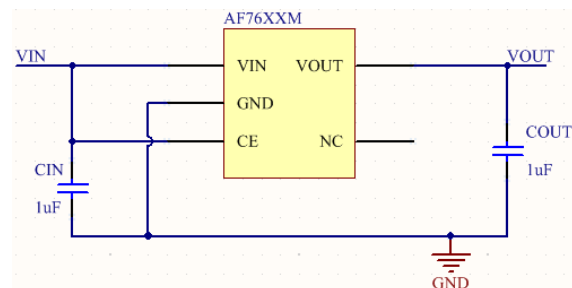 AF76XXM
VIN
VIN
VOUT
VOUT
GND
CE
NC
COUT
CIN
1uF
1uF
GND